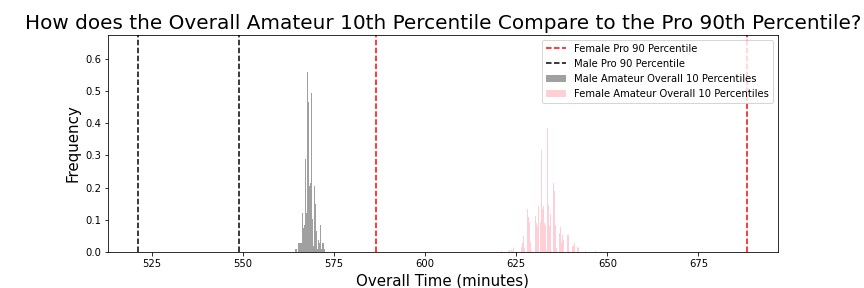 How does the Overall Amateur 10th Percentile Compare to the Pro 90th Percentile?
Female Pro 90 Percentile
Male Pro 90 Percentile
Male Amateur Overall 10 Percentiles
Female Amateur Overall 10 Percentiles
Frequency
0.6
0.5
0.4
0.3
0.2
0.1
0.0
525 550 575 600 625 650 675
Overall Time (minutes)